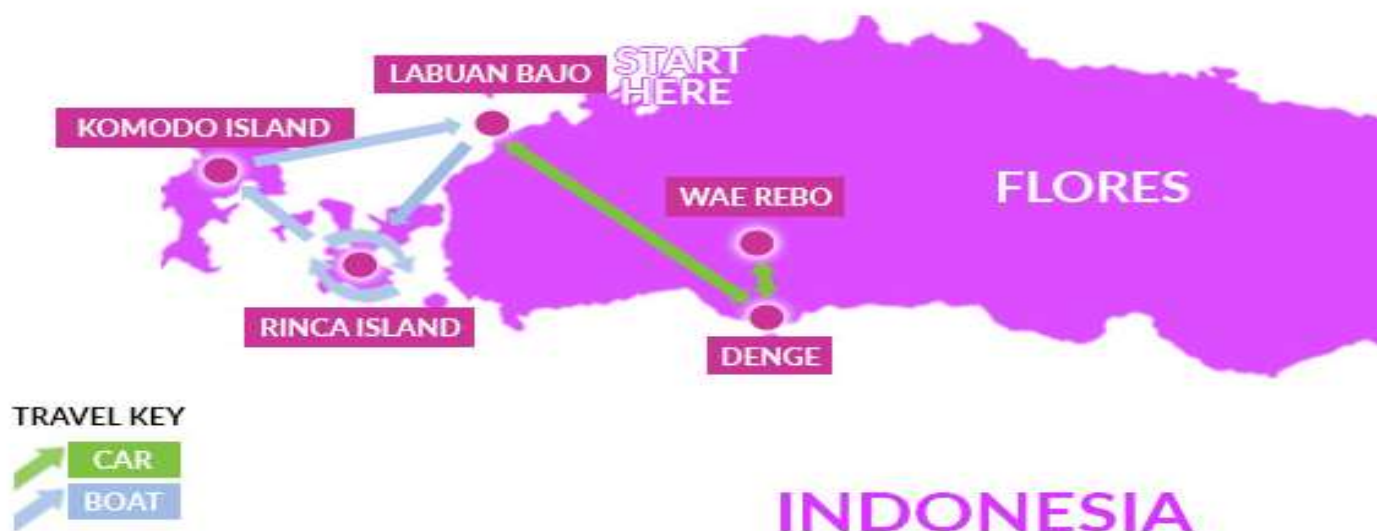 START
HERE
LABUAN BAJO
KOMODO ISLAND
FLORES
WAE REBO
RINCA ISLAND
DENGE
TRAVEL KEY
CAR
BOAT
INDONESIA